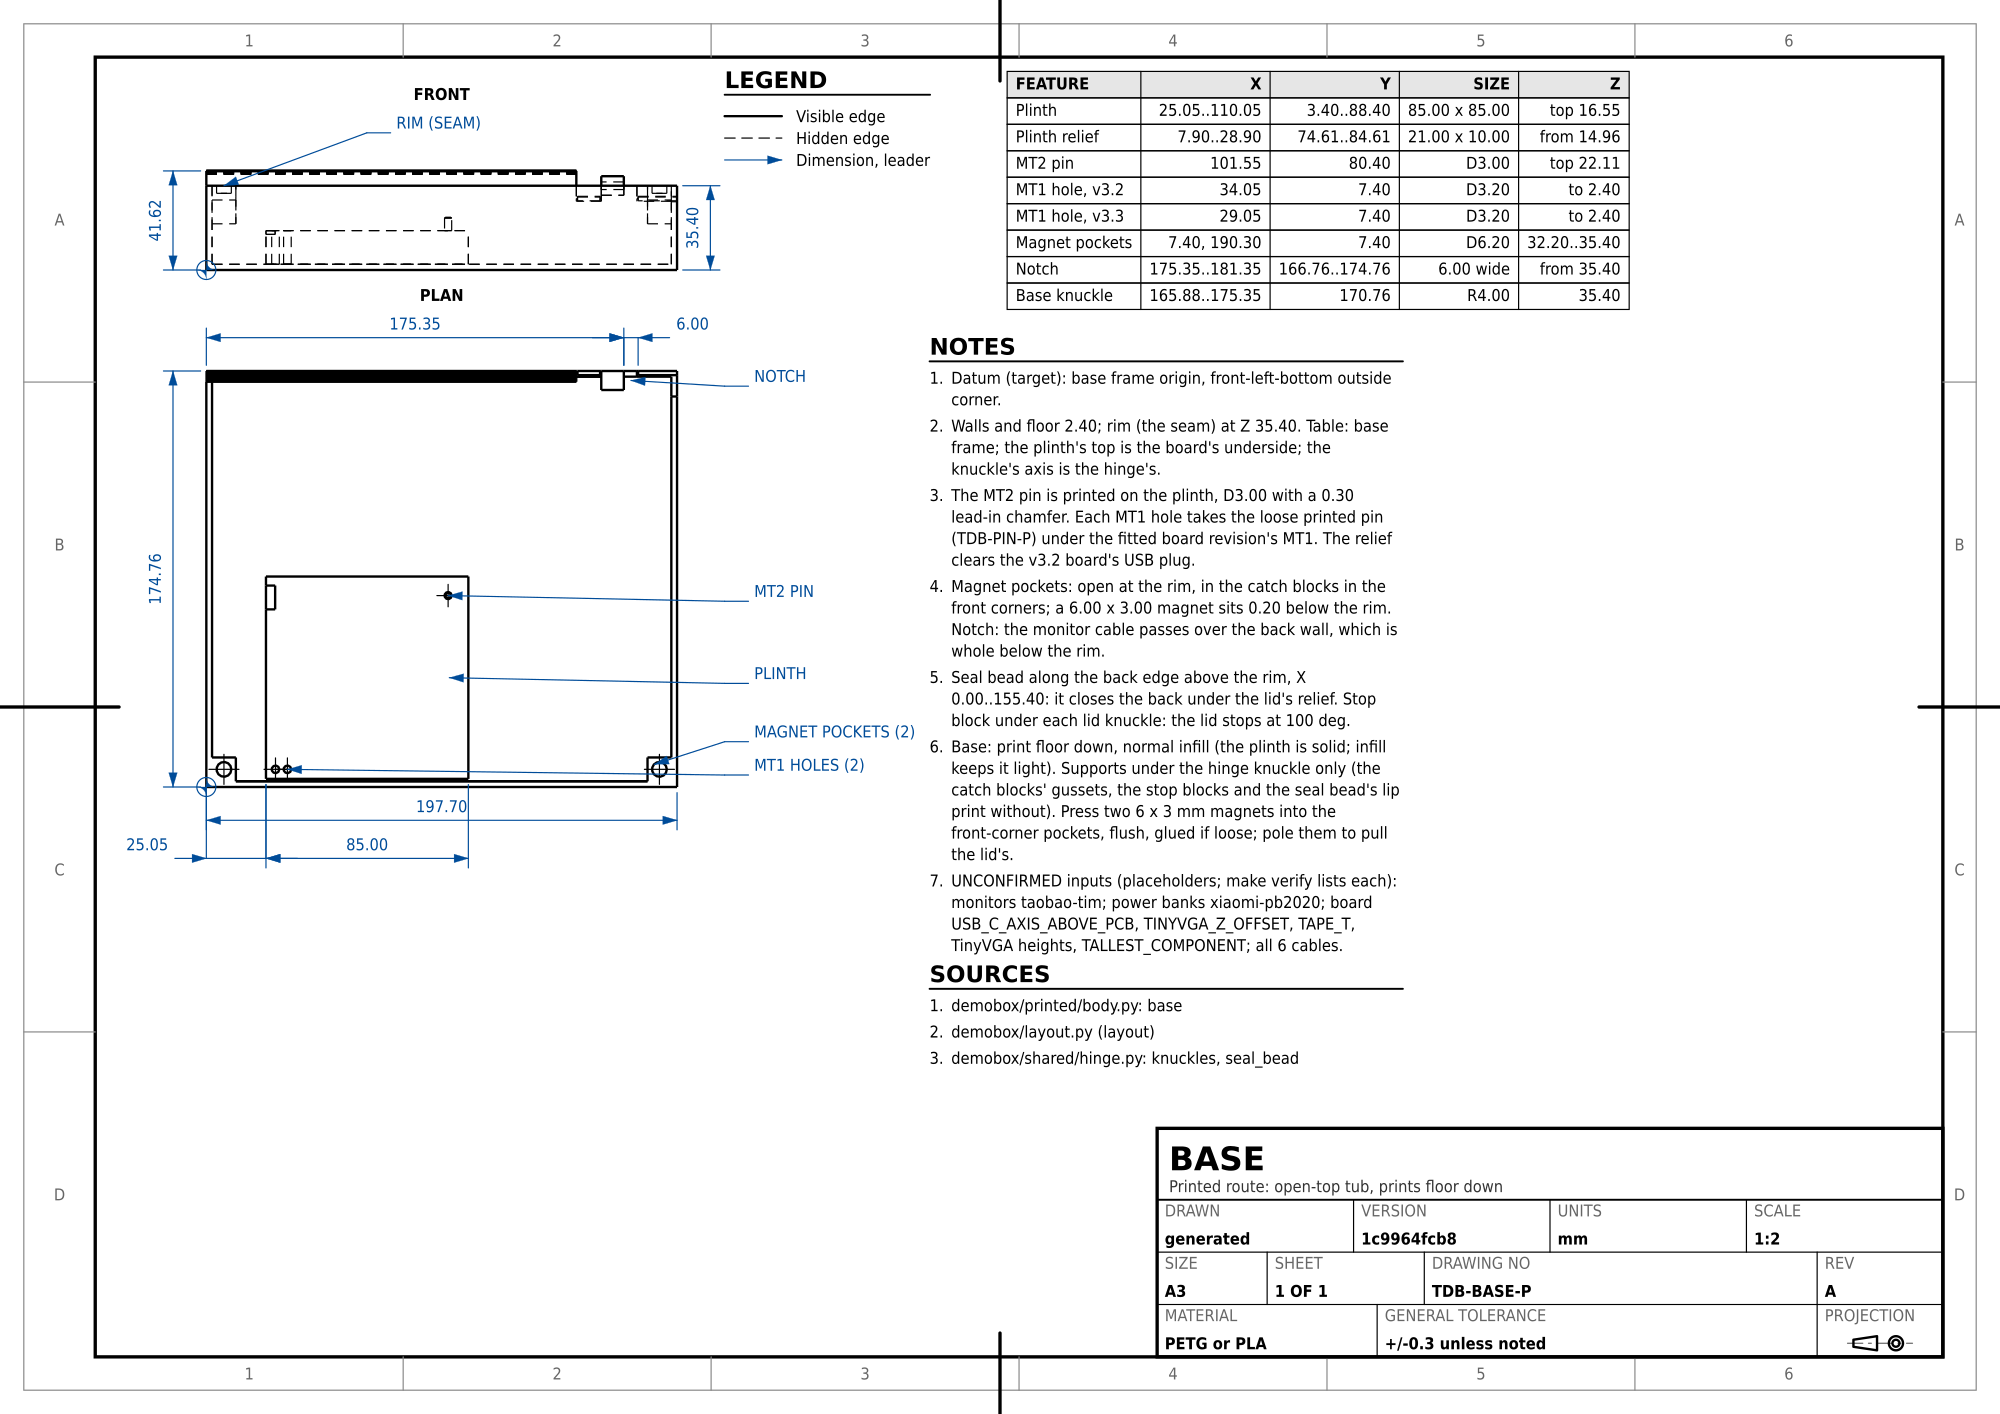 1 2 3 4 5 6
A
B
C
D
A
B
C
D
FRONT
RIM (SEAM)
41.62
35.40
PLAN
175.35
6.00
NOTCH
174.76
MT2 PIN
PLINTH
MAGNET POCKETS (2)
MT1 HOLES (2)
197.70
25.05
85.00
LEGEND
Visible edge
Hidden edge
Dimension, leader
FEATURE X Y SIZE Z
Plinth 25.05..110.05 3.40..88.40 85.00 x 85.00 top 16.55
Plinth relief 7.90..28.90 74.61..84.61 21.00 x 10.00 from 14.96
MT2 pin 101.55 80.40 D3.00 top 22.11
MT1 hole, v3.2 34.05 7.40 D3.20 to 2.40
MT1 hole, v3.3 29.05 7.40 D3.20 to 2.40
Magnet pockets 7.40, 190.30 7.40 D6.20 32.20..35.40
Notch 175.35..181.35 166.76..174.76 6.00 wide from 35.40
Base knuckle 165.88..175.35 170.76 R4.00 35.40
NOTES
1. Datum (target): base frame origin, front-left-bottom outside
corner.
2. Walls and floor 2.40; rim (the seam) at Z 35.40. Table: base
frame; the plinth's top is the board's underside; the
knuckle's axis is the hinge's.
3. The MT2 pin is printed on the plinth, D3.00 with a 0.30
lead-in chamfer. Each MT1 hole takes the loose printed pin
(TDB-PIN-P) under the fitted board revision's MT1. The relief
clears the v3.2 board's USB plug.
4. Magnet pockets: open at the rim, in the catch blocks in the
front corners; a 6.00 x 3.00 magnet sits 0.20 below the rim.
Notch: the monitor cable passes over the back wall, which is
whole below the rim.
5. Seal bead along the back edge above the rim, X
0.00..155.40: it closes the back under the lid's relief. Stop
block under each lid knuckle: the lid stops at 100 deg.
6. Base: print floor down, normal infill (the plinth is solid; infill
keeps it light). Supports under the hinge knuckle only (the
catch blocks' gussets, the stop blocks and the seal bead's lip
print without). Press two 6 x 3 mm magnets into the
front-corner pockets, flush, glued if loose; pole them to pull
the lid's.
7. UNCONFIRMED inputs (placeholders; make verify lists each):
monitors taobao-tim; power banks xiaomi-pb2020; board
USB_C_AXIS_ABOVE_PCB, TINYVGA_Z_OFFSET, TAPE_T,
TinyVGA heights, TALLEST_COMPONENT; all 6 cables.
SOURCES
1. demobox/printed/body.py: base
2. demobox/layout.py (layout)
3. demobox/shared/hinge.py: knuckles, seal_bead
BASE
Printed route: open-top tub, prints floor down
DRAWN VERSION UNITS SCALE
generated 1c9964fcb8 mm 1:2
SIZE SHEET DRAWING NO REV
A3 1 OF 1 TDB-BASE-P A
MATERIAL GENERAL TOLERANCE PROJECTION
PETG or PLA +/-0.3 unless noted
1 2 3 4 5 6